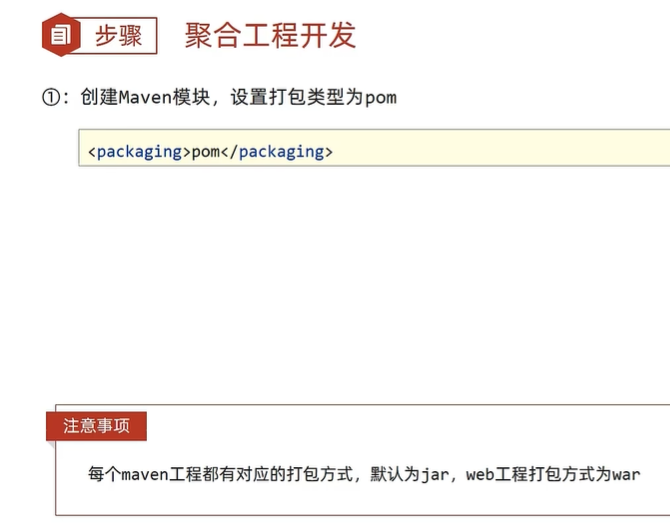 步骤 聚合工程开发
①：创建Maven模块，设置打包类型为pom
<packaging>pom</packaging>
注意事项
每个maven工程都有对应的打包方式，默认为jar，web工程打包方式为war